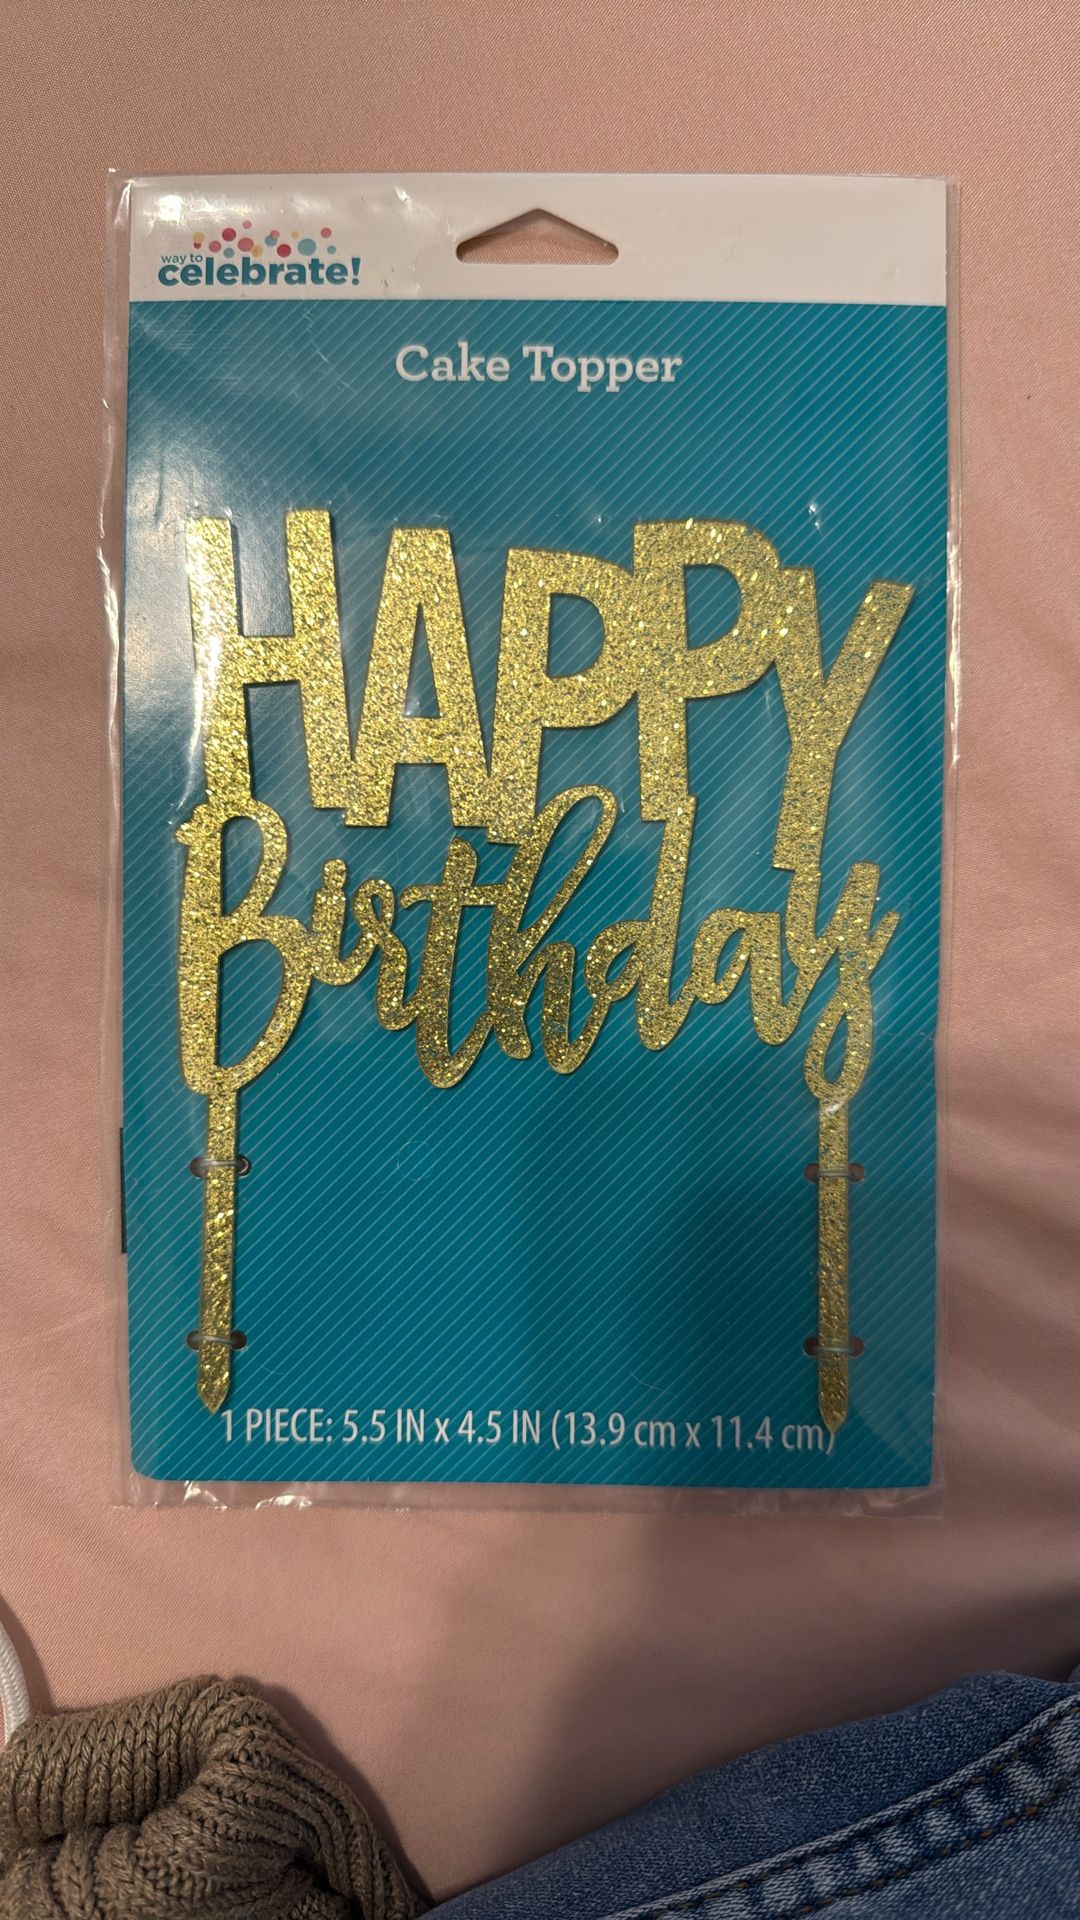 way to
celebrate!
Cake Topper
HAPPY
Birthday
1 PIECE: 5.5 IN x 4.5 IN (13.9 cm x 11.4 cm)